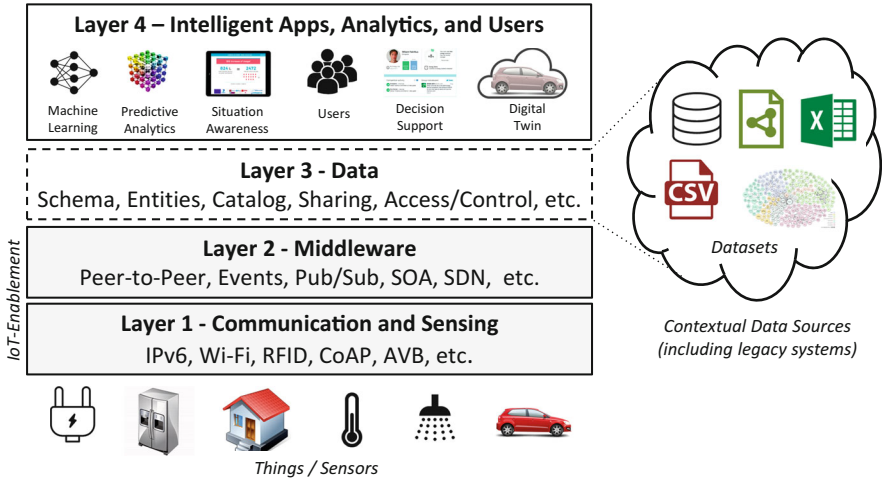 Layer 4 – Intelligent Apps, Analytics, and Users
Machine
Learning
Predictive
Analytics
Situation
Awareness
Users
Decision
Support
Digital
Twin
Layer 3 - Data
Schema, Entities, Catalog, Sharing, Access/Control, etc.
Layer 2 - Middleware
Peer-to-Peer, Events, Pub/Sub, SOA, SDN, etc.
Layer 1 - Communication and Sensing
IPv6, Wi-Fi, RFID, CoAP, AVB, etc.
IoT-Enablement
Things / Sensors
X
CSV
Datasets
Contextual Data Sources
(including legacy systems)